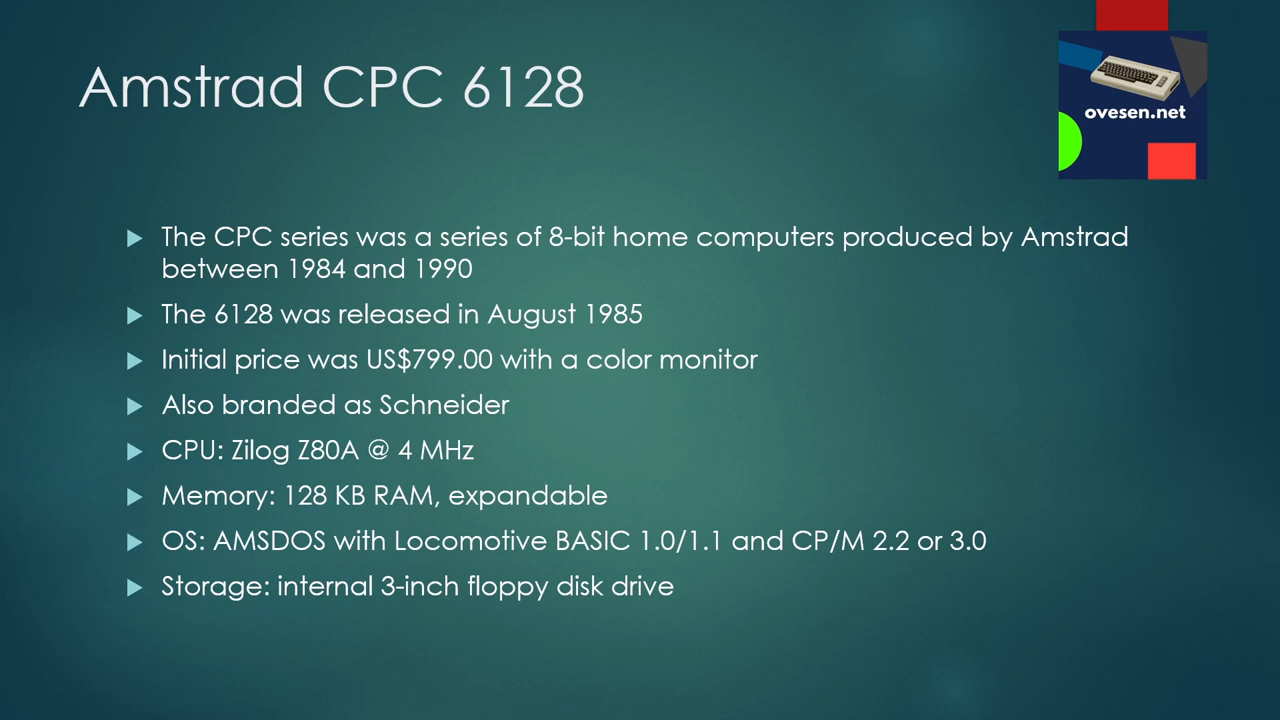 Amstrad CPC 6128
ovesen.net
The CPC series was a series of 8-bit home computers produced by Amstrad
between 1984 and 1990
The 6128 was released in August 1985
Initial price was US$799.00 with a color monitor
Also branded as Schneider
CPU: Zilog Z80A @ 4 MHz
Memory: 128 KB RAM, expandable
OS: AMSDOS with Locomotive BASIC 1.0/1.1 and CP/M 2.2 or 3.0
Storage: internal 3-inch floppy disk drive